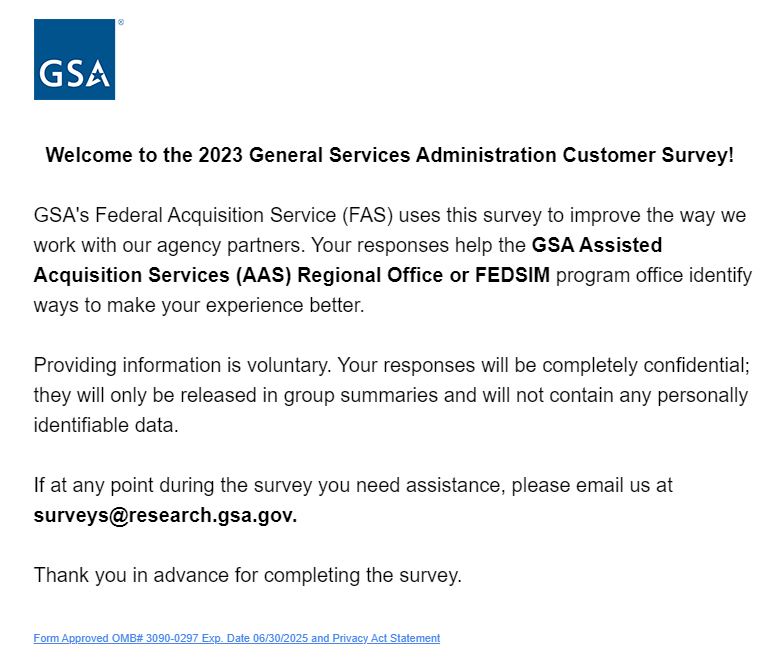 GSA ®
Welcome to the 2023 General Services Administration Customer Survey!
GSA's Federal Acquisition Service (FAS) uses this survey to improve the way we
work with our agency partners. Your responses help the GSA Assisted
Acquisition Services (AAS) Regional Office or FEDSIM program office identify
ways to make your experience better.
Providing information is voluntary. Your responses will be completely confidential;
they will only be released in group summaries and will not contain any personally
identifiable data.
If at any point during the survey you need assistance, please email us at
surveys@research.gsa.gov.
Thank you in advance for completing the survey.
Form Approved OMB# 3090-0297 Exp. Date 06/30/2025 and Privacy Act Statement